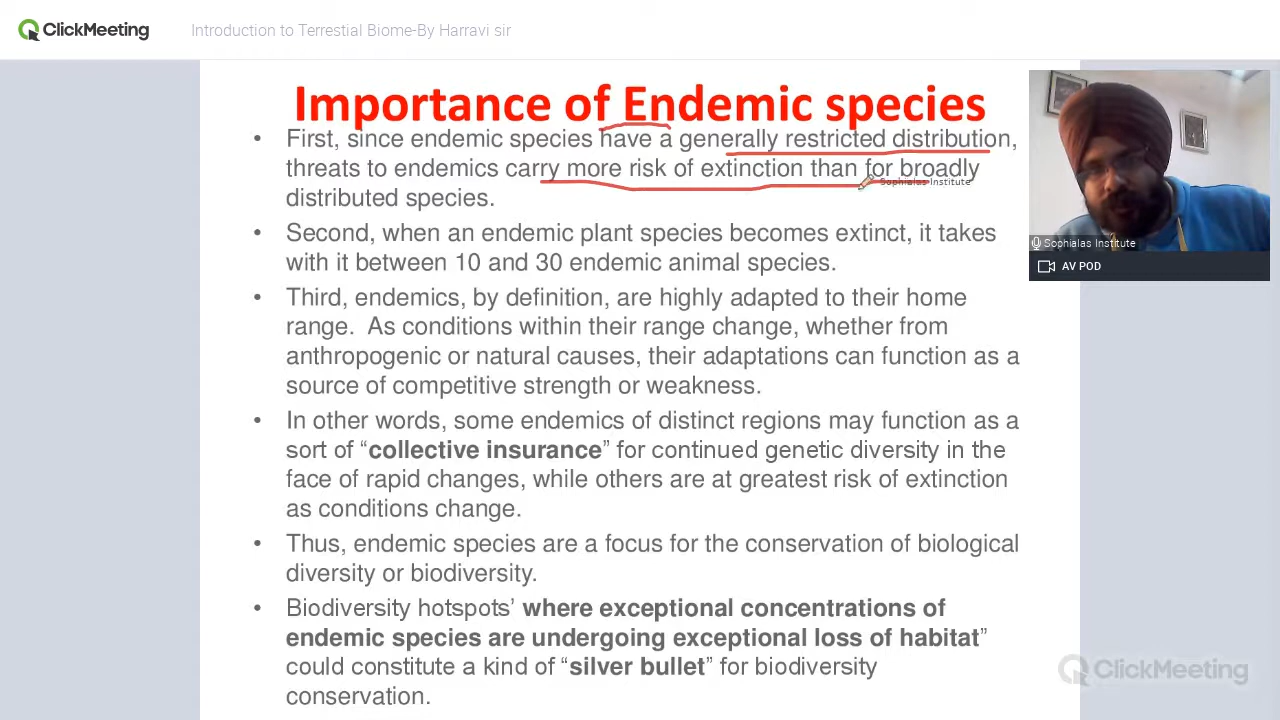 ClickMeeting
Introduction to Terrestial Biome-By Harravi sir
Importance of Endemic species
• First, since endemic species have a generally restricted distribution,
threats to endemics carry more risk of extinction than for broadly
distributed species.
Sophialas Institute
• Second, when an endemic plant species becomes extinct, it takes
with it between 10 and 30 endemic animal species.
• Third, endemics, by definition, are highly adapted to their home
range. As conditions within their range change, whether from
anthropogenic or natural causes, their adaptations can function as a
source of competitive strength or weakness.
• In other words, some endemics of distinct regions may function as a
sort of “collective insurance” for continued genetic diversity in the
face of rapid changes, while others are at greatest risk of extinction
as conditions change.
• Thus, endemic species are a focus for the conservation of biological
diversity or biodiversity.
• Biodiversity hotspots’ where exceptional concentrations of
endemic species are undergoing exceptional loss of habitat”
could constitute a kind of “silver bullet” for biodiversity
conservation.
Sophialas Institute
AV POD
ClickMeeting